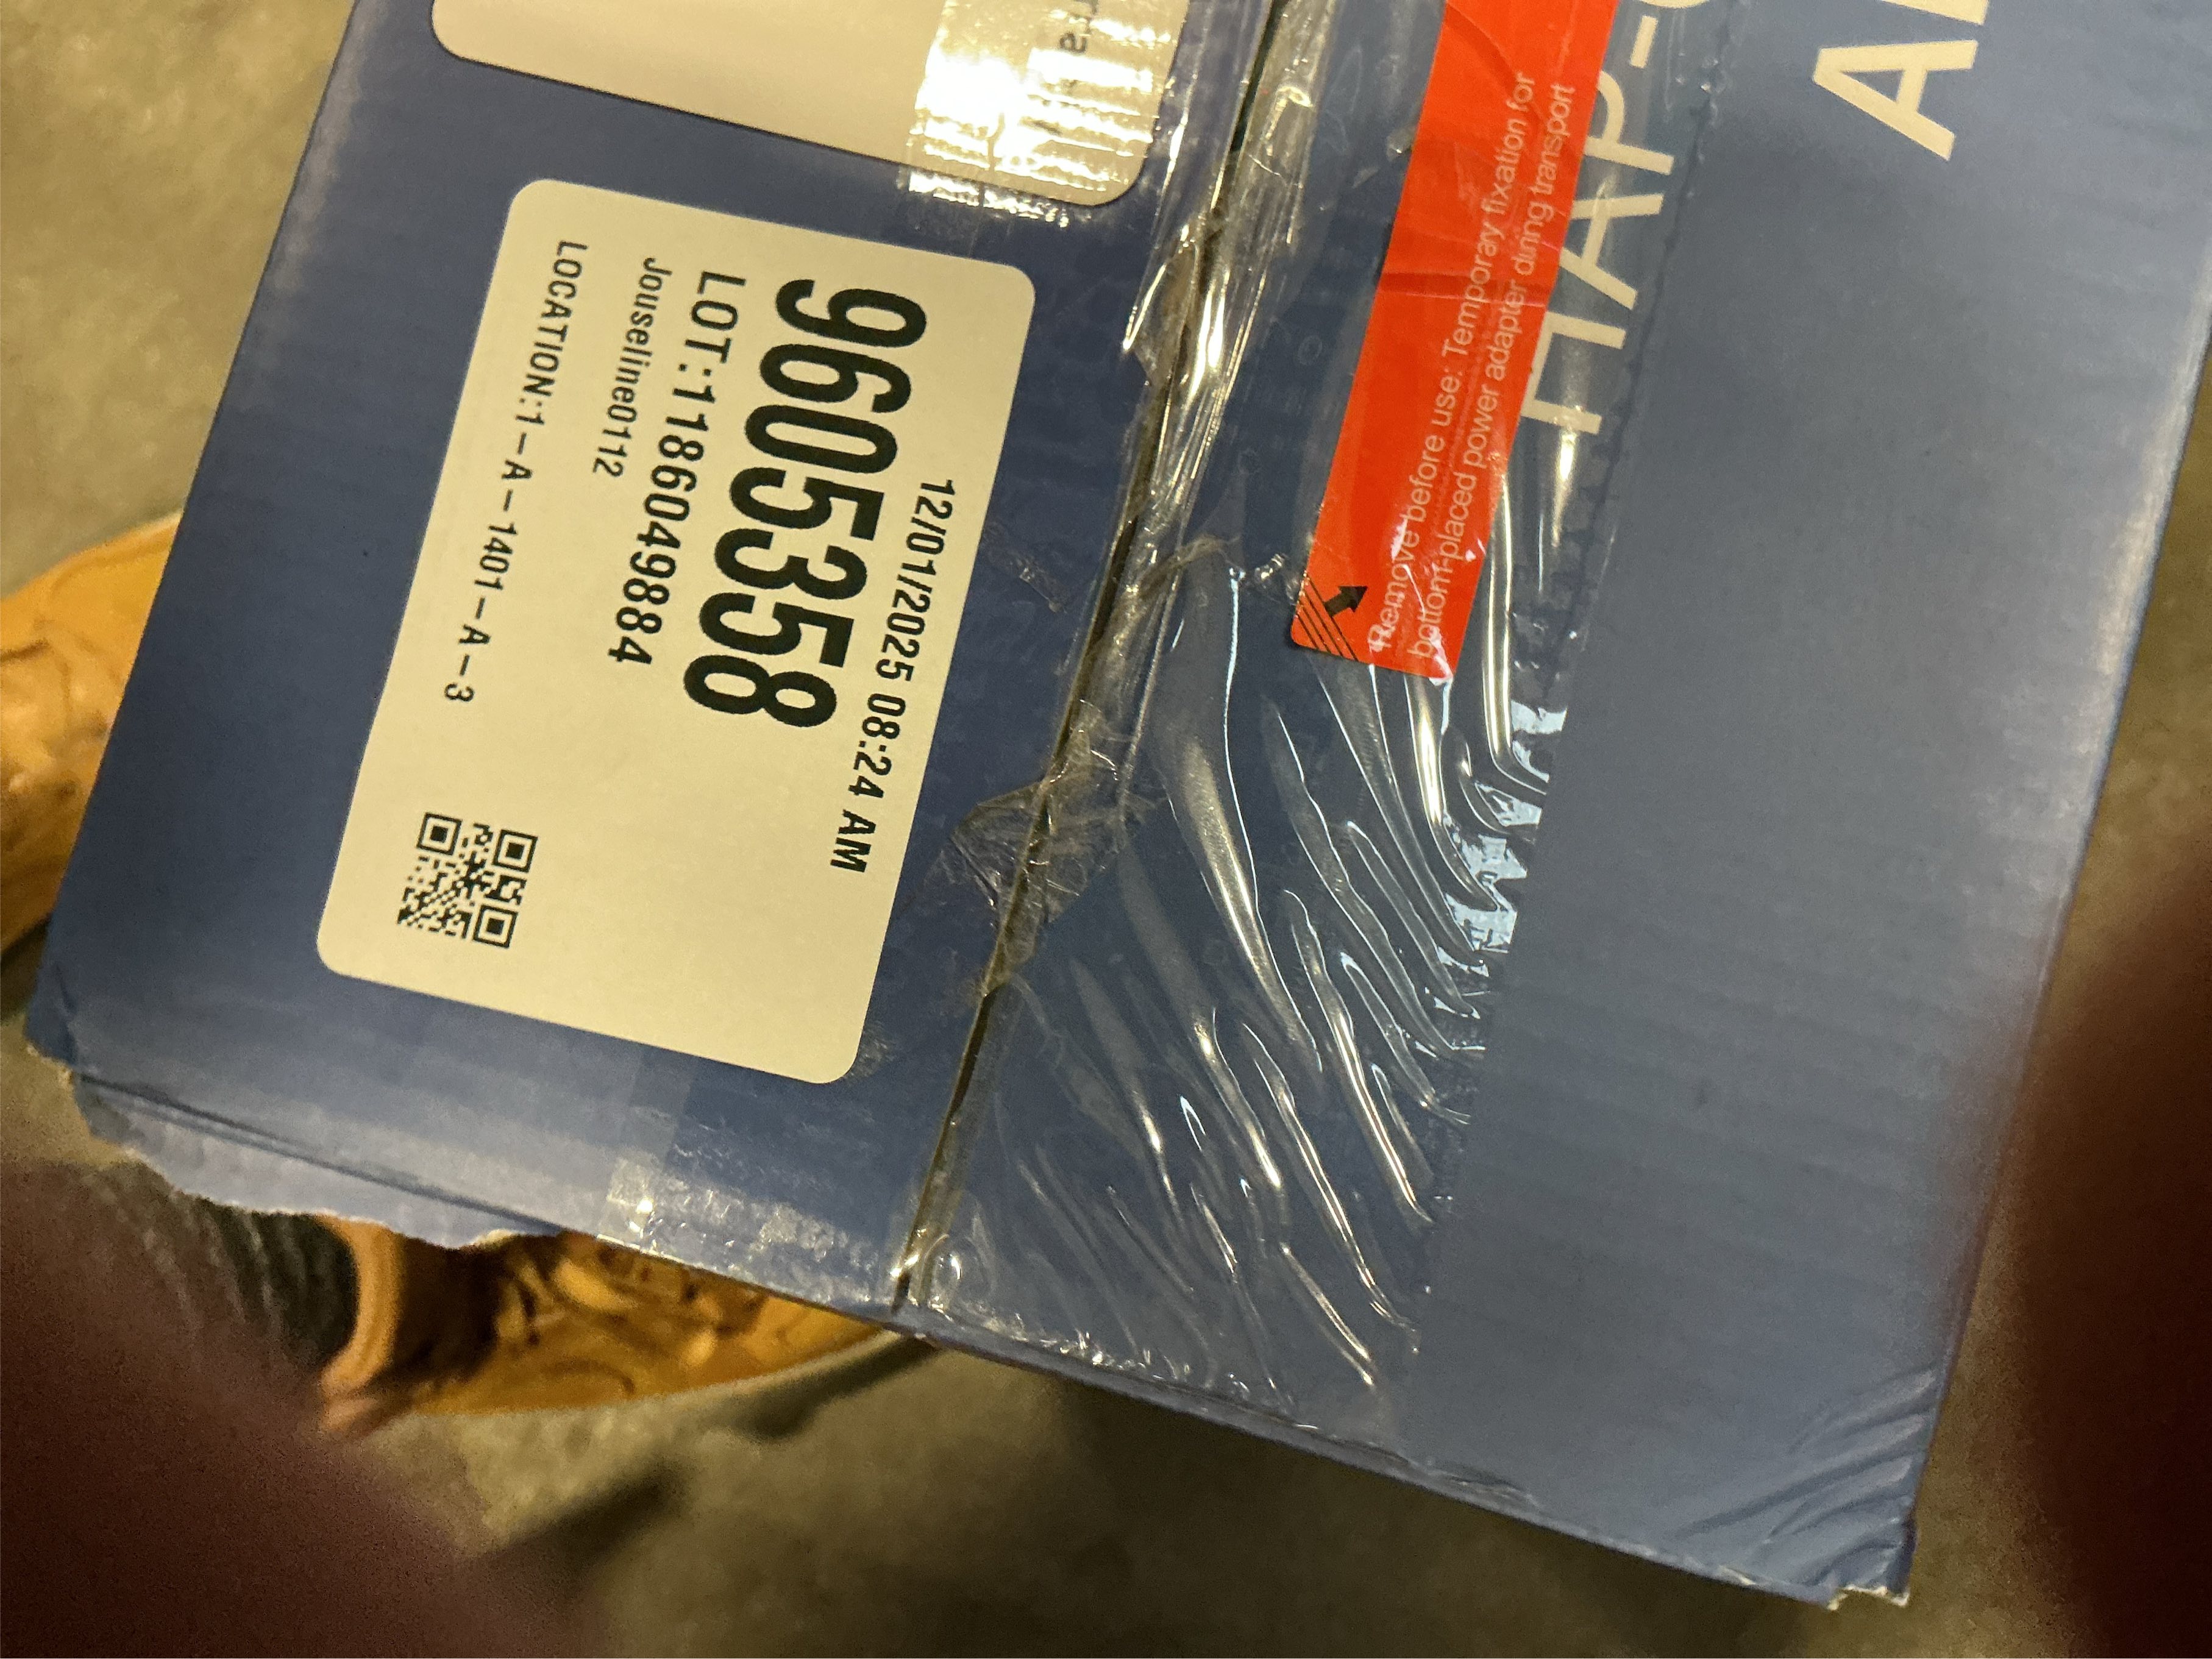 12/01/2025 08:24 AM
9605358
LOT:1186049884
Jouseline0112
LOCATION:1-A-1401-A-3
Remove before use: Temporary fixation for
bottom-placed power adapter during transport
HAP-